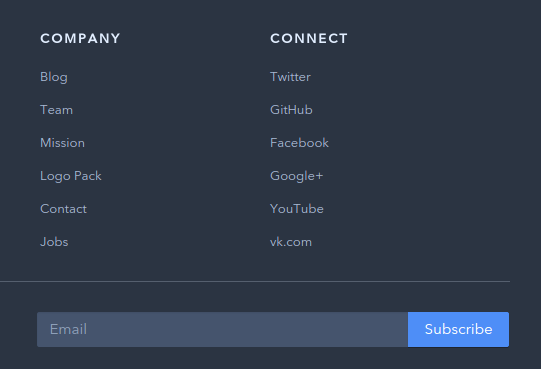 COMPANY
Blog
Team
Mission
Logo Pack
Contact
Jobs
CONNECT
Twitter
GitHub
Facebook
Google+
YouTube
vk.com
Email
Subscribe